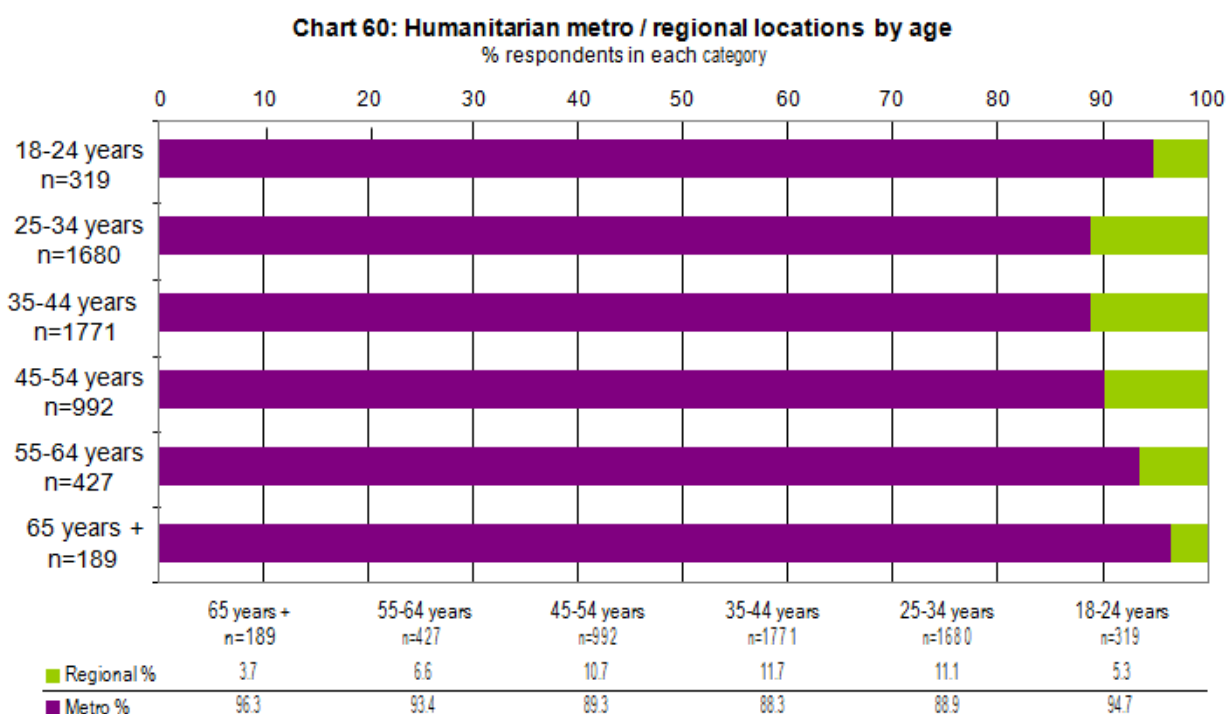 Chart 60: Humanitarian metro / regional locations by age
% respondents in each category
0 10 20 30 40 50 60 70 80 90 100
18-24 years
n=319
25-34 years
n=1680
35-44 years
n=1771
45-54 years
n=992
55-64 years
n=427
65 years +
n=189
65 years + 55-64 years 45-54 years 35-44 years 25-34 years 18-24 years
n=189 n=427 n=992 n=1771 n=1680 n=319
Regional % 3.7 6.6 10.7 11.7 11.1 5.3
Metro % 96.3 93.4 89.3 88.3 88.9 94.7